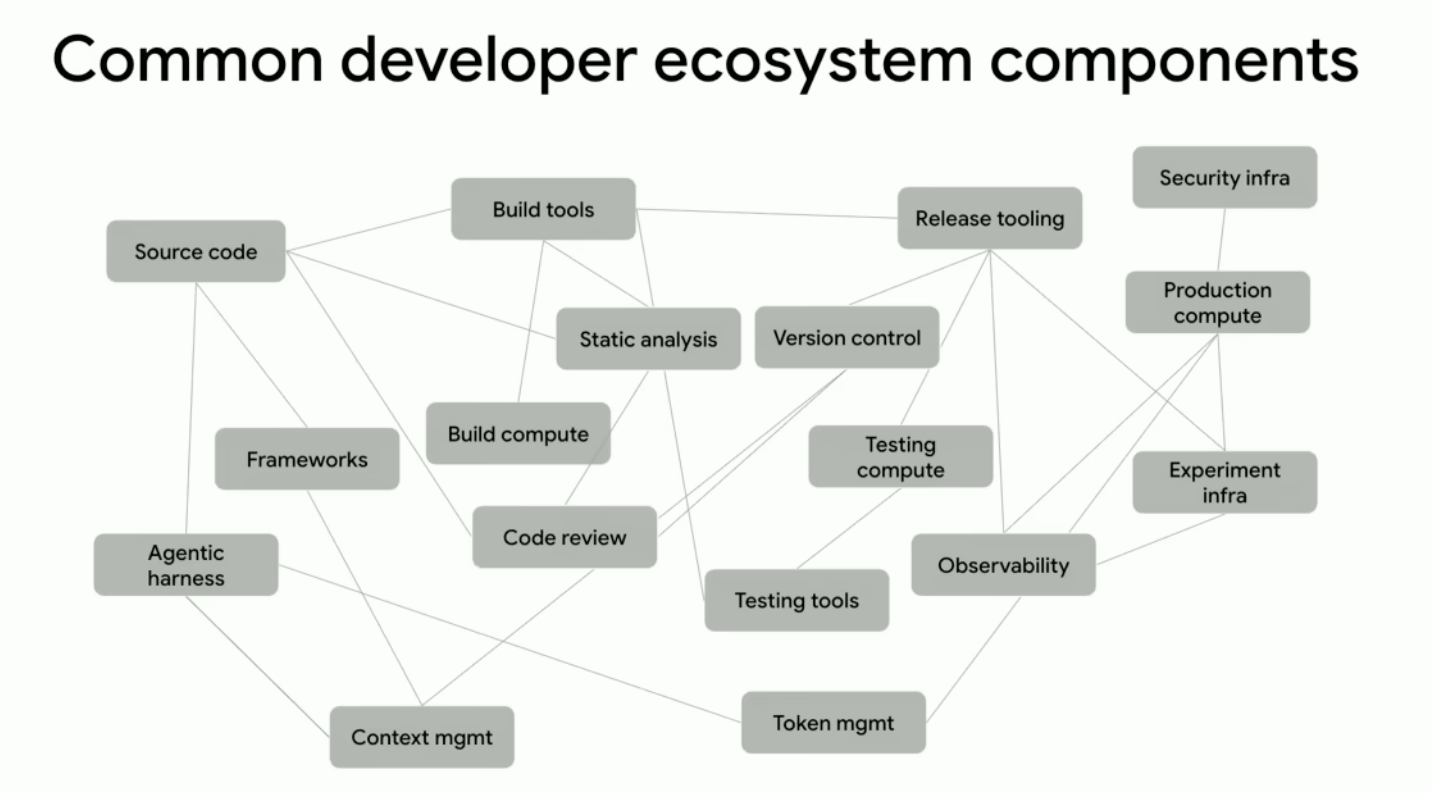 Common developer ecosystem components
Security infra
Build tools
Release tooling
Source code
Production
compute
Static analysis
Version control
Build compute
Testing
compute
Frameworks
Experiment
infra
Code review
Agentic
harness
Observability
Testing tools
Token mgmt
Context mgmt